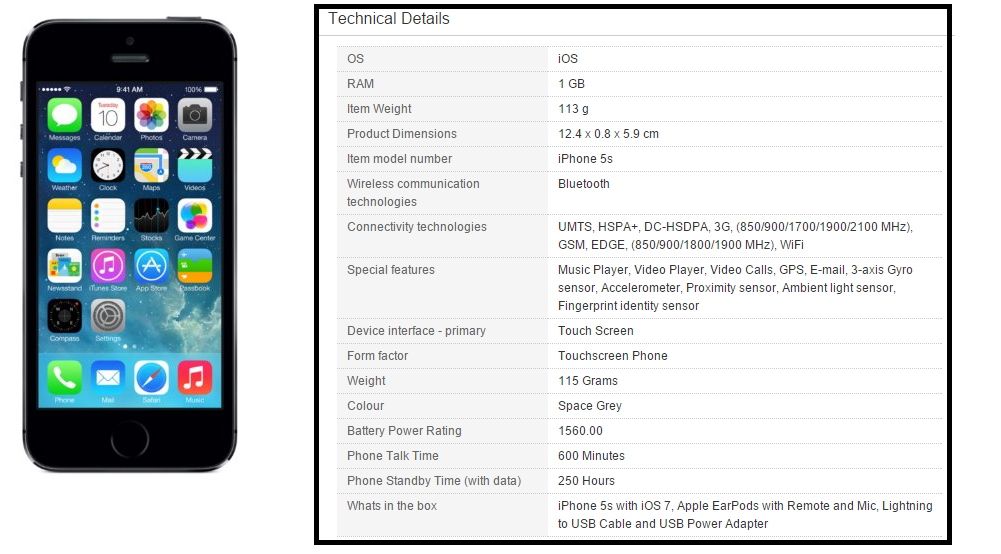 9:41 AM 100%
Tuesday
10
Messages Calendar Photos Camera
Weather Clock Maps Videos
Notes Reminders Stocks Game Center
Newsstand iTunes Store App Store Passbook
Compass Settings
Phone Mail Safari Music
Technical Details
OS iOS
RAM 1 GB
Item Weight 113 g
Product Dimensions 12.4 x 0.8 x 5.9 cm
Item model number iPhone 5s
Wireless communication Bluetooth
technologies
Connectivity technologies UMTS, HSPA+, DC-HSDPA, 3G, (850/900/1700/1900/2100 MHz),
GSM, EDGE, (850/900/1800/1900 MHz), WiFi
Special features Music Player, Video Player, Video Calls, GPS, E-mail, 3-axis Gyro
sensor, Accelerometer, Proximity sensor, Ambient light sensor,
Fingerprint identity sensor
Device interface - primary Touch Screen
Form factor Touchscreen Phone
Weight 115 Grams
Colour Space Grey
Battery Power Rating 1560.00
Phone Talk Time 600 Minutes
Phone Standby Time (with data) 250 Hours
Whats in the box iPhone 5s with iOS 7, Apple EarPods with Remote and Mic, Lightning
to USB Cable and USB Power Adapter